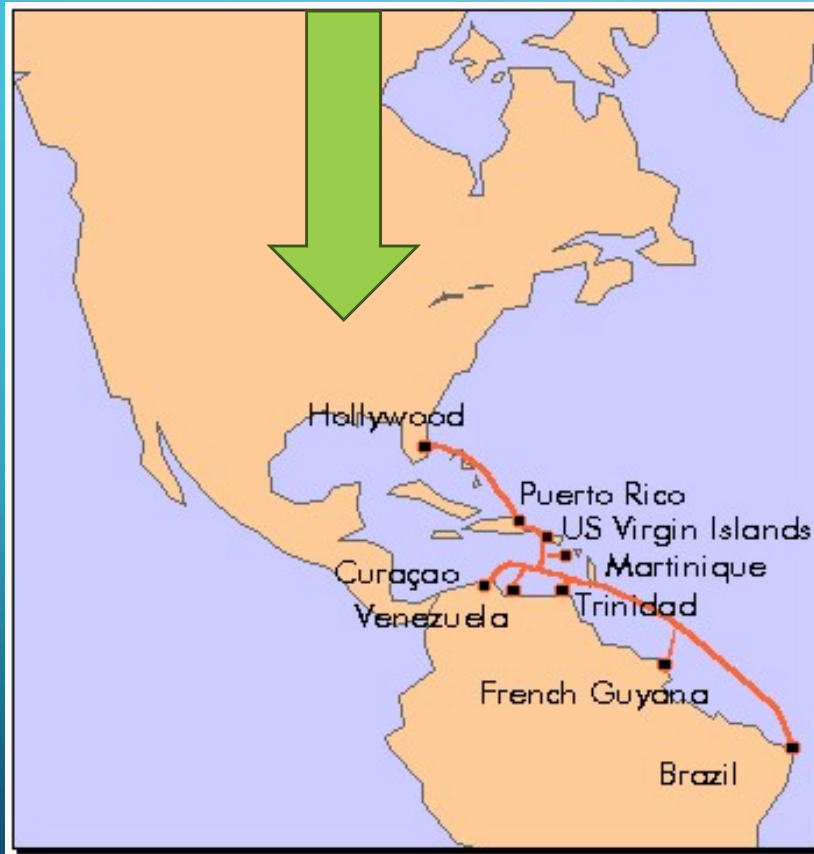 Hollywood
Puerto Rico
US Virgin Islands
Martinique
Curaçao
Trinidad
Venezuela
French Guyana
Brazil